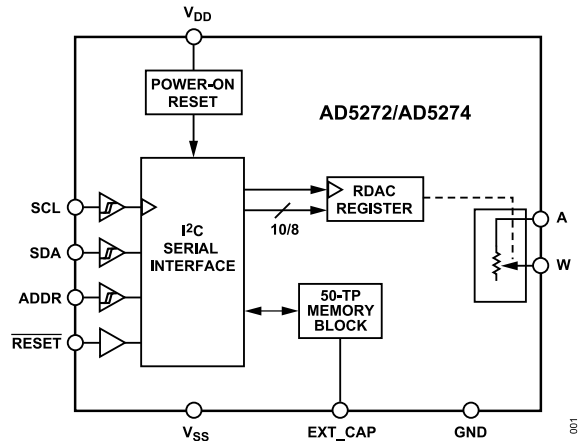 VDD
POWER-ON
RESET
AD5272/AD5274
SCL
SDA
ADDR
RESET
I2C
SERIAL
INTERFACE
10/8
RDAC
REGISTER
A
W
50-TP
MEMORY
BLOCK
VSS
EXT_CAP
GND
001